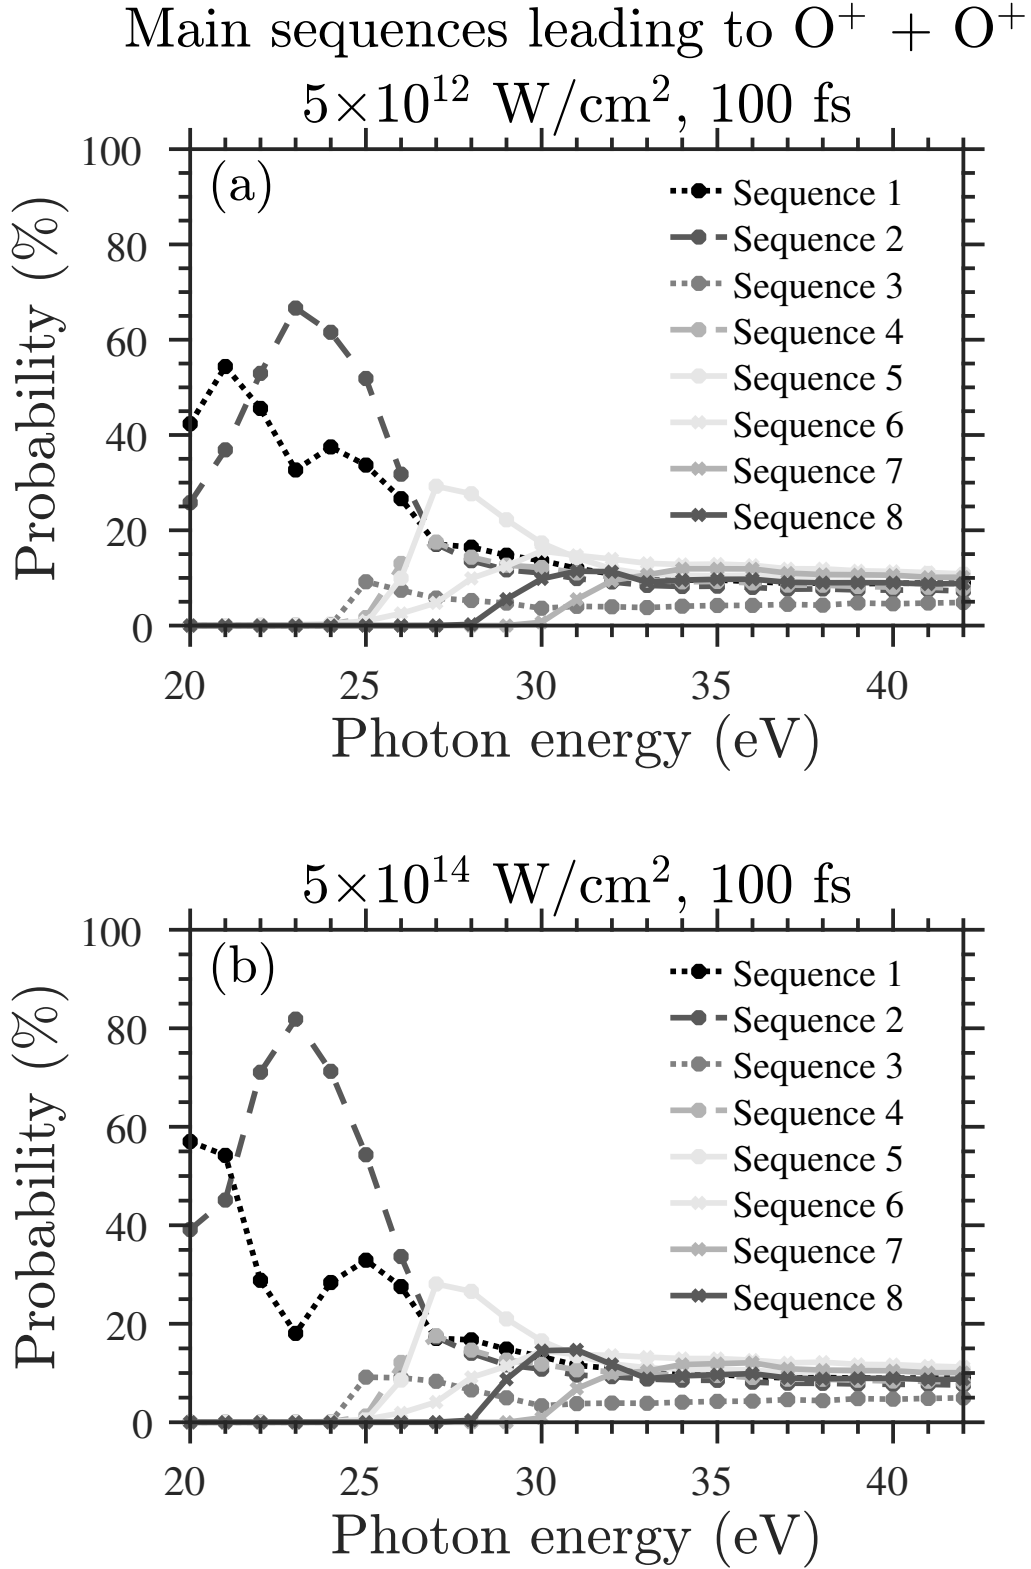 Main sequences leading to O⁺ + O⁺
5×10¹² W/cm², 100 fs
100
80
60
40
20
0
Probability (%)
(a)
Sequence 1
Sequence 2
Sequence 3
Sequence 4
Sequence 5
Sequence 6
Sequence 7
Sequence 8
20 25 30 35 40
Photon energy (eV)
5×10¹⁴ W/cm², 100 fs
100
80
60
40
20
0
Probability (%)
(b)
Sequence 1
Sequence 2
Sequence 3
Sequence 4
Sequence 5
Sequence 6
Sequence 7
Sequence 8
20 25 30 35 40
Photon energy (eV)